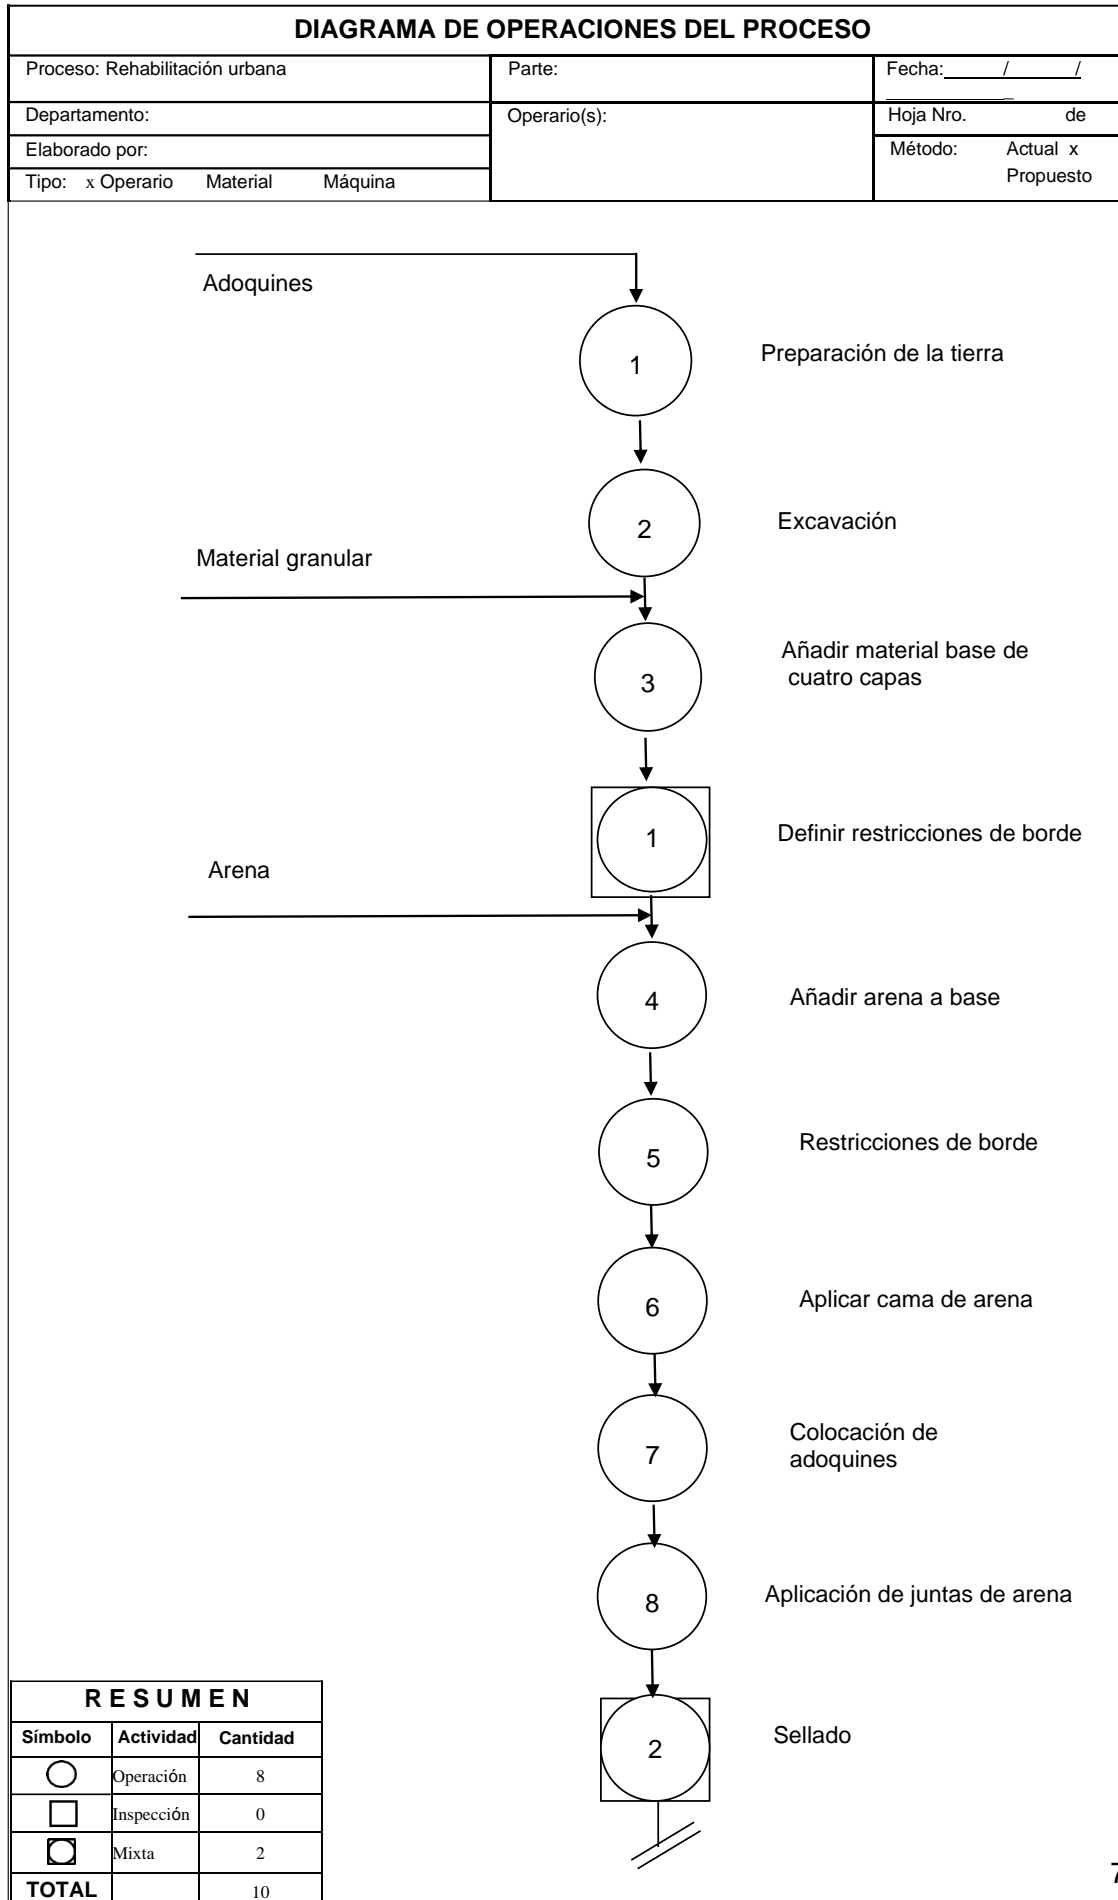 DIAGRAMA DE OPERACIONES DEL PROCESO
Proceso: Rehabilitación urbana
Parte:
Fecha: / /
Departamento:
Operario(s):
Hoja Nro. de
Elaborado por:
Método: Actual x
Propuesto
Tipo: x Operario Material Máquina
Adoquines
1
Preparación de la tierra
2
Excavación
Material granular
3
Añadir material base de
cuatro capas
1
Definir restricciones de borde
Arena
4
Añadir arena a base
5
Restricciones de borde
6
Aplicar cama de arena
7
Colocación de
adoquines
8
Aplicación de juntas de arena
2
Sellado
RESUMEN
Símbolo Actividad Cantidad
Operación 8
Inspección 0
Mixta 2
TOTAL 10
7